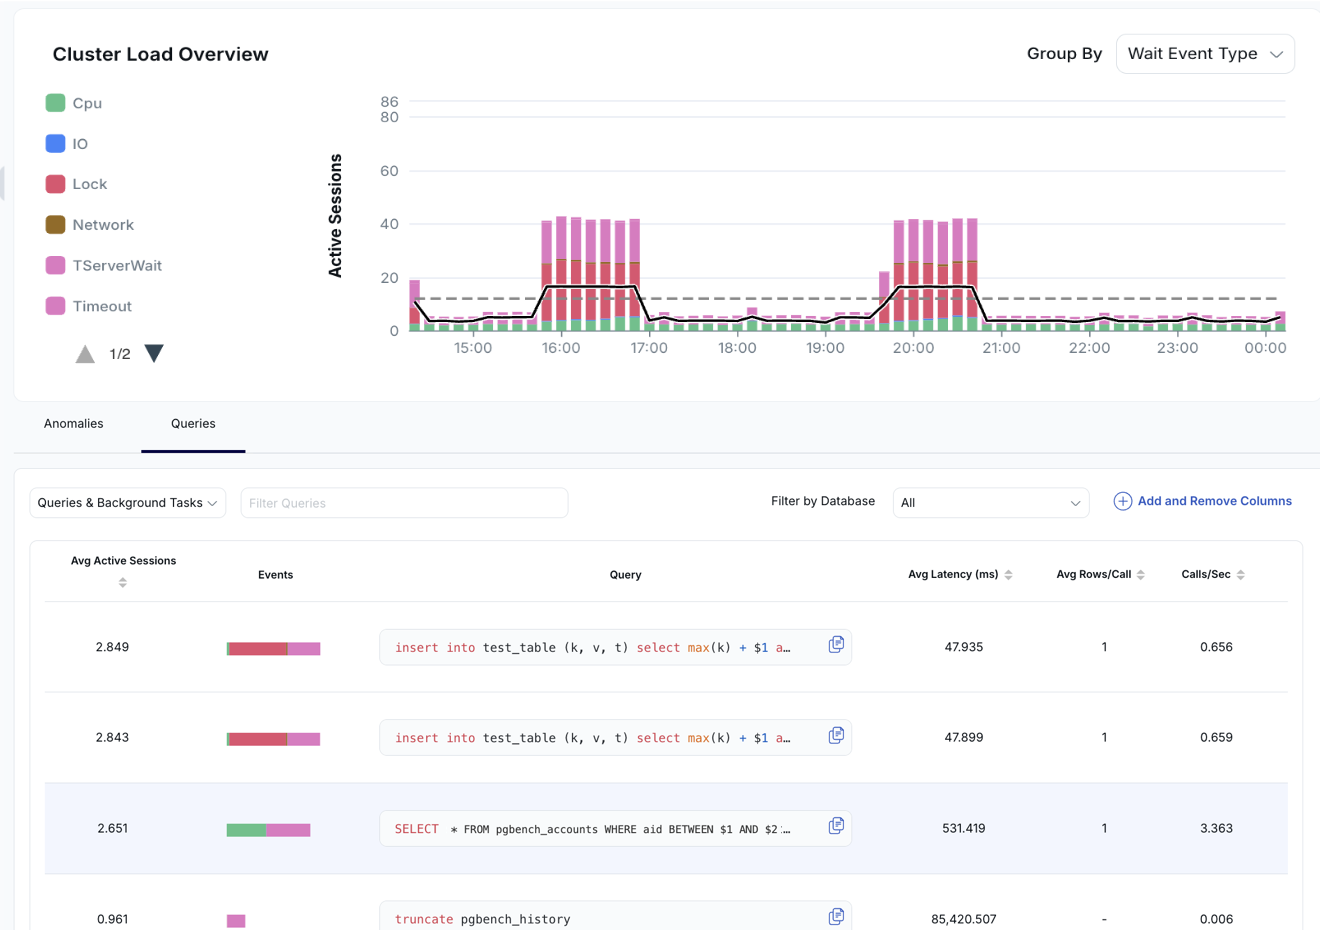 Cluster Load Overview
Group By
Wait Event Type
Cpu
IO
Lock
Network
TServerWait
Timeout
1/2
Active Sessions
86
80
60
40
20
0
15:00 16:00 17:00 18:00 19:00 20:00 21:00 22:00 23:00 00:00
Anomalies Queries
Queries & Background Tasks
Filter Queries
Filter by Database
All
Add and Remove Columns
Avg Active Sessions Events Query Avg Latency (ms) Avg Rows/Call Calls/Sec
2.849 insert into test_table (k, v, t) select max(k) + $1 a… 47.935 1 0.656
2.843 insert into test_table (k, v, t) select max(k) + $1 a… 47.899 1 0.659
2.651 SELECT * FROM pgbench_accounts WHERE aid BETWEEN $1 AND $2 … 531.419 1 3.363
0.961 truncate pgbench_history 85,420.507 - 0.006